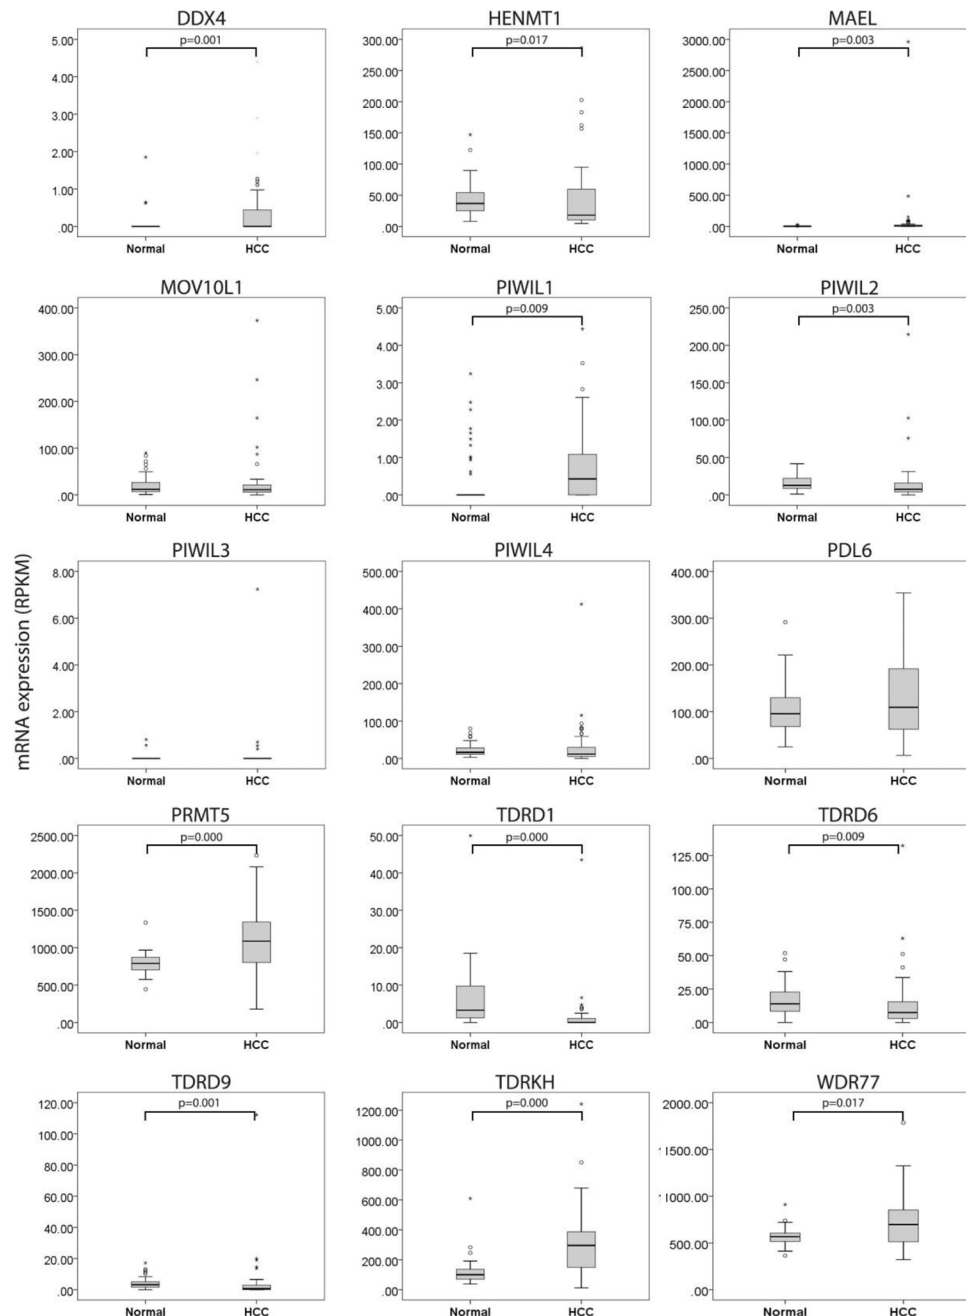 DDX4 HENMT1 MAEL
5.00 p=0.001 300.00 p=0.017 3000.00 p=0.003
4.00 250.00 2500.00
3.00 200.00 2000.00
2.00 150.00 1500.00
1.00 100.00 1000.00
.00 50.00 500.00
.00 .00
Normal HCC Normal HCC Normal HCC
MOV10L1 PIWIL1 PIWIL2
400.00 5.00 p=0.009 250.00 p=0.003
300.00 4.00 200.00
200.00 3.00 150.00
100.00 2.00 100.00
.00 1.00 50.00
.00 .00
Normal HCC Normal HCC Normal HCC
mRNA expression (RPKM)
PIWIL3 PIWIL4 PDL6
8.00 500.00 400.00
6.00 400.00 300.00
4.00 300.00 200.00
2.00 200.00 100.00
.00 100.00 .00
.00
Normal HCC Normal HCC Normal HCC
PRMT5 TDRD1 TDRD6
2500.00 p=0.000 50.00 p=0.000 p=0.009
2000.00 40.00 125.00
1500.00 30.00 100.00
1000.00 20.00 75.00
500.00 10.00 50.00
.00 .00 25.00
.00
Normal HCC Normal HCC Normal HCC
TDRD9 TDRKH WDR77
120.00 p=0.001 1200.00 p=0.000 2000.00 p=0.017
100.00 1000.00 1500.00
80.00 800.00 1000.00
60.00 600.00 500.00
40.00 400.00 .00
20.00 200.00
.00 .00
Normal HCC Normal HCC Normal HCC